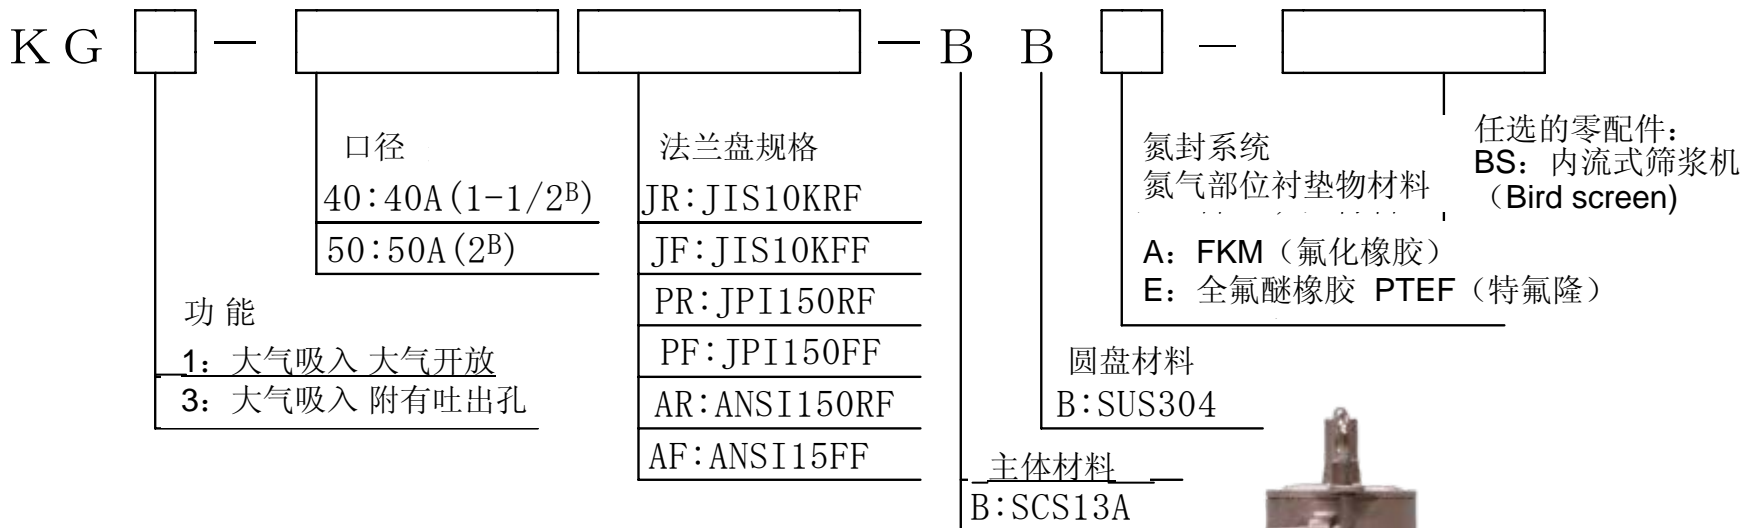 KG — — B B —
口径
40:40A(1-1/2B)
50:50A(2B)
法兰盘规格
JR:JIS10KRF
JF:JIS10KFF
PR:JPI150RF
PF:JPI150FF
AR:ANSI150RF
AF:ANSI15FF
氮封系统
氮气部位衬垫物材料
A：FKM（氟化橡胶）
E：全氟醚橡胶 PTEF（特氟隆）
任选的零配件：
BS：内流式筛浆机
（Bird screen)
功 能
1：大气吸入 大气开放
3：大气吸入 附有吐出孔
圆盘材料
B:SUS304
主体材料
B:SCS13A